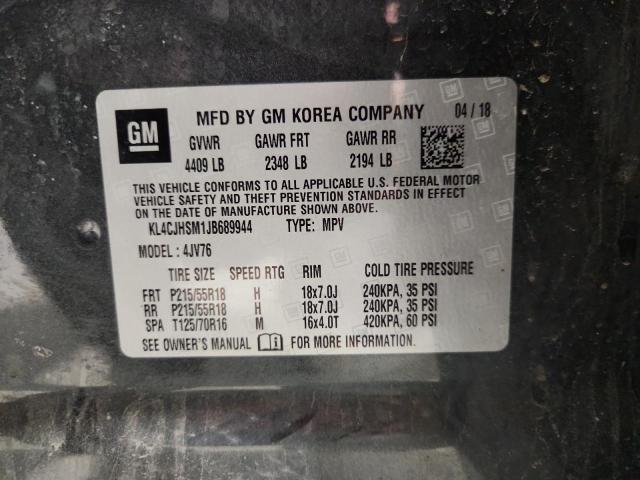 GM MFD BY GM KOREA COMPANY 04 / 18
GVWR GAWR FRT GAWR RR
4409 LB 2348 LB 2194 LB
THIS VEHICLE CONFORMS TO ALL APPLICABLE U.S. FEDERAL MOTOR
VEHICLE SAFETY AND THEFT PREVENTION STANDARDS IN EFFECT
ON THE DATE OF MANUFACTURE SHOWN ABOVE.
KL4CJHSM1JB689944 TYPE: MPV
MODEL : 4JV76
TIRE SIZE SPEED RTG RIM COLD TIRE PRESSURE
FRT P215/55R18 H 18x7.0J 240KPA, 35 PSI
RR P215/55R18 H 18x7.0J 240KPA, 35 PSI
SPA T125/70R16 M 16x4.0T 420KPA, 60 PSI
SEE OWNER'S MANUAL i FOR MORE INFORMATION.